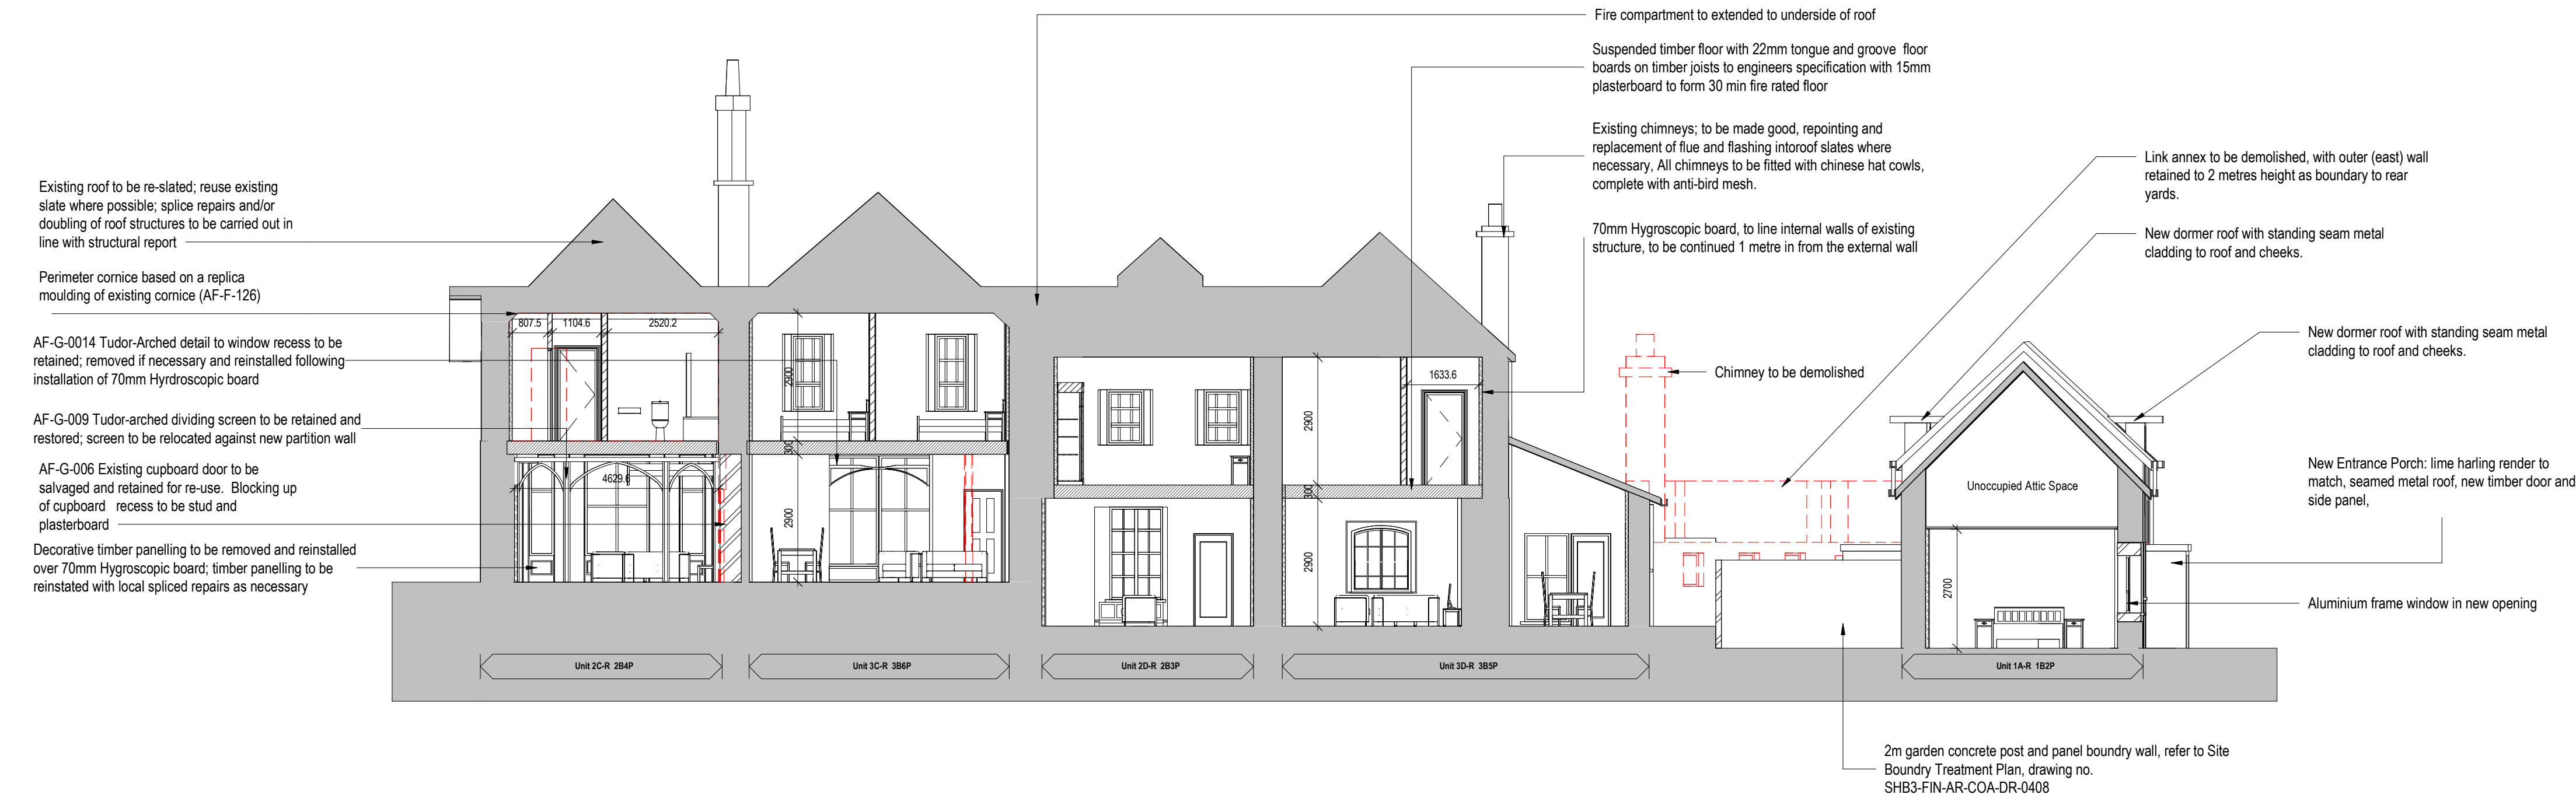 Fire compartment to extended to underside of roof
Suspended timber floor with 22mm tongue and groove floor
boards on timber joists to engineers specification with 15mm
plasterboard to form 30 min fire rated floor
Existing chimneys; to be made good, repointing and
replacement of flue and flashing intoroof slates where
necessary, All chimneys to be fitted with chinese hat cowls,
complete with anti-bird mesh.
70mm Hygroscopic board, to line internal walls of existing
structure, to be continued 1 metre in from the external wall
Link annex to be demolished, with outer (east) wall
retained to 2 metres height as boundary to rear
yards.
New dormer roof with standing seam metal
cladding to roof and cheeks.
New dormer roof with standing seam metal
cladding to roof and cheeks.
Chimney to be demolished
New Entrance Porch: lime harling render to
match, seamed metal roof, new timber door and
side panel,
Aluminium frame window in new opening
Existing roof to be re-slated; reuse existing
slate where possible; splice repairs and/or
doubling of roof structures to be carried out in
line with structural report
Perimeter cornice based on a replica
moulding of existing cornice (AF-F-126)
AF-G-0014 Tudor-Arched detail to window recess to be
retained; removed if necessary and reinstalled following
installation of 70mm Hyrdroscopic board
AF-G-009 Tudor-arched dividing screen to be retained and
restored; screen to be relocated against new partition wall
AF-G-006 Existing cupboard door to be
salvaged and retained for re-use. Blocking up
of cupboard recess to be stud and
plasterboard
Decorative timber panelling to be removed and reinstalled
over 70mm Hygroscopic board; timber panelling to be
reinstated with local spliced repairs as necessary
807.5
1104.6
2520.2
2900
300
2900
4629.6
1633.6
2900
300
2900
Unoccupied Attic Space
2700
Unit 2C-R 2B4P
Unit 3C-R 3B6P
Unit 2D-R 2B3P
Unit 3D-R 3B5P
Unit 1A-R 1B2P
2m garden concrete post and panel boundry wall, refer to Site
Boundry Treatment Plan, drawing no.
SHB3-FIN-AR-COA-DR-0408